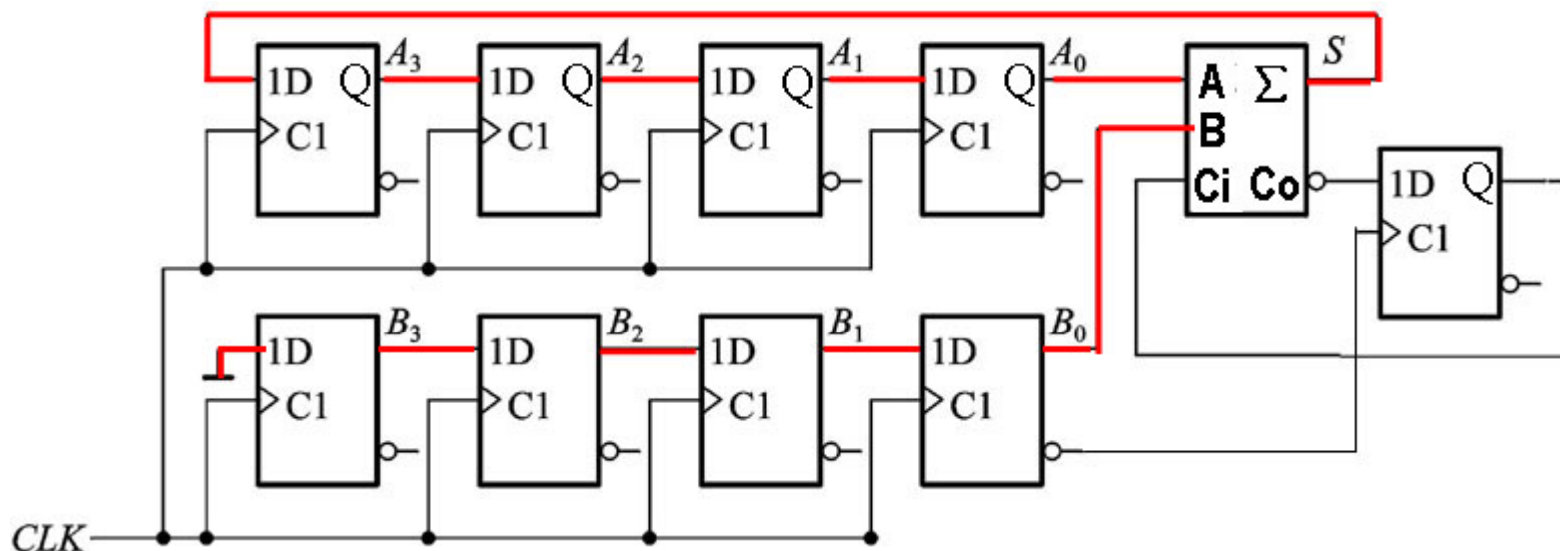 A₃ A₂ A₁ A₀ S
1D Q 1D Q 1D Q 1D Q A Σ
C1 C1 C1 C1 B
Ci Co 1D Q
C1
B₃ B₂ B₁ B₀
1D 1D 1D 1D
C1 C1 C1 C1
CLK